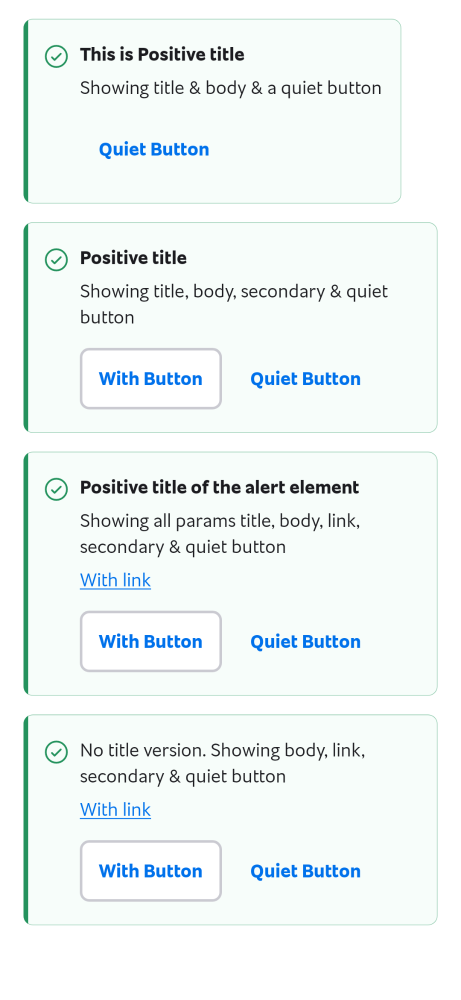 This is Positive title
Showing title & body & a quiet button
Quiet Button
Positive title
Showing title, body, secondary & quiet
button
With Button Quiet Button
Positive title of the alert element
Showing all params title, body, link,
secondary & quiet button
With link
With Button Quiet Button
No title version. Showing body, link,
secondary & quiet button
With link
With Button Quiet Button